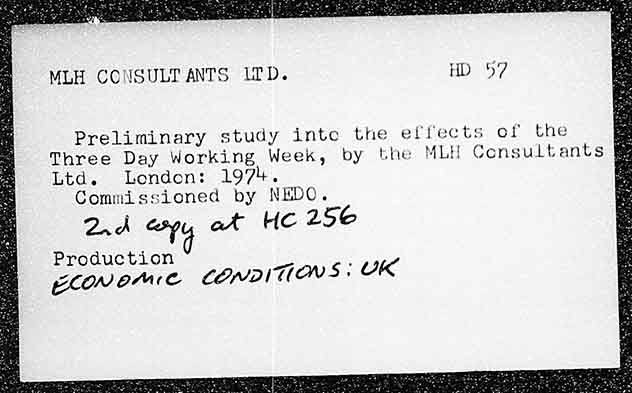 MLH CONSULTANTS LTD. HD 57
Preliminary study into the effects of the
Three Day Working Week, by the MLH Consultants
Ltd. London: 1974.
Commissioned by NEDO.
2nd copy at HC 256
Production
ECONOMIC CONDITIONS: UK